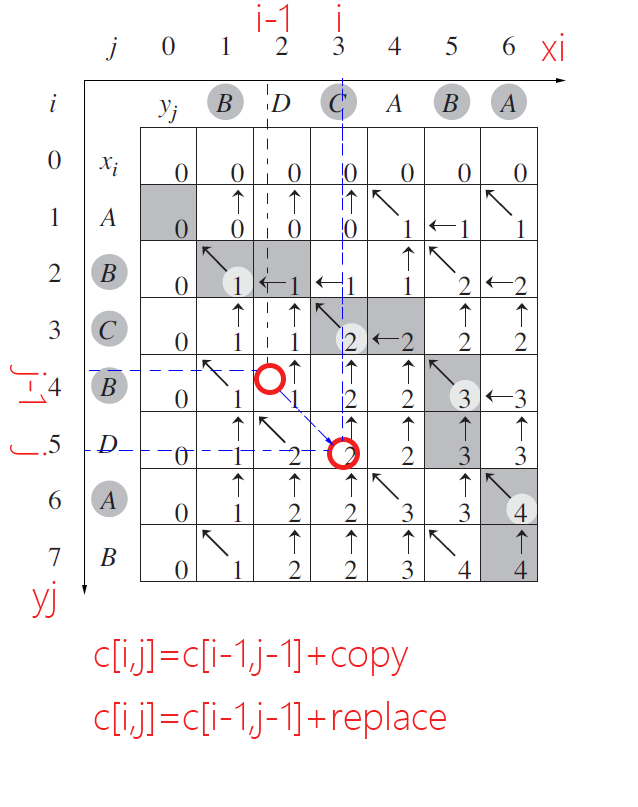 i-1 i
j 0 1 2 3 4 5 6 xi
i yj B D C A B A
0 xi 0 0 0 0 0 0 0
1 A 0 0 0 0 1 1 1
2 B 0 1 1 1 1 2 2
3 C 0 1 1 2 2 2 2
j-1 4 B 0 1 1 2 2 3 3
j 5 D 0 1 2 2 2 3 3
6 A 0 1 2 2 3 3 4
7 B 0 1 2 2 3 4 4
yj
c[i,j]=c[i-1,j-1]+copy
c[i,j]=c[i-1,j-1]+replace